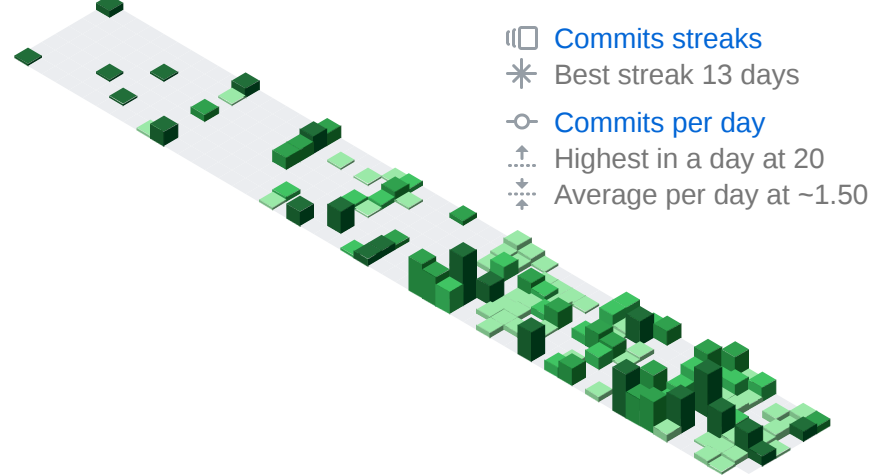 Commits streaks
Best streak 13 days
Commits per day
Highest in a day at 20
Average per day at ~1.50